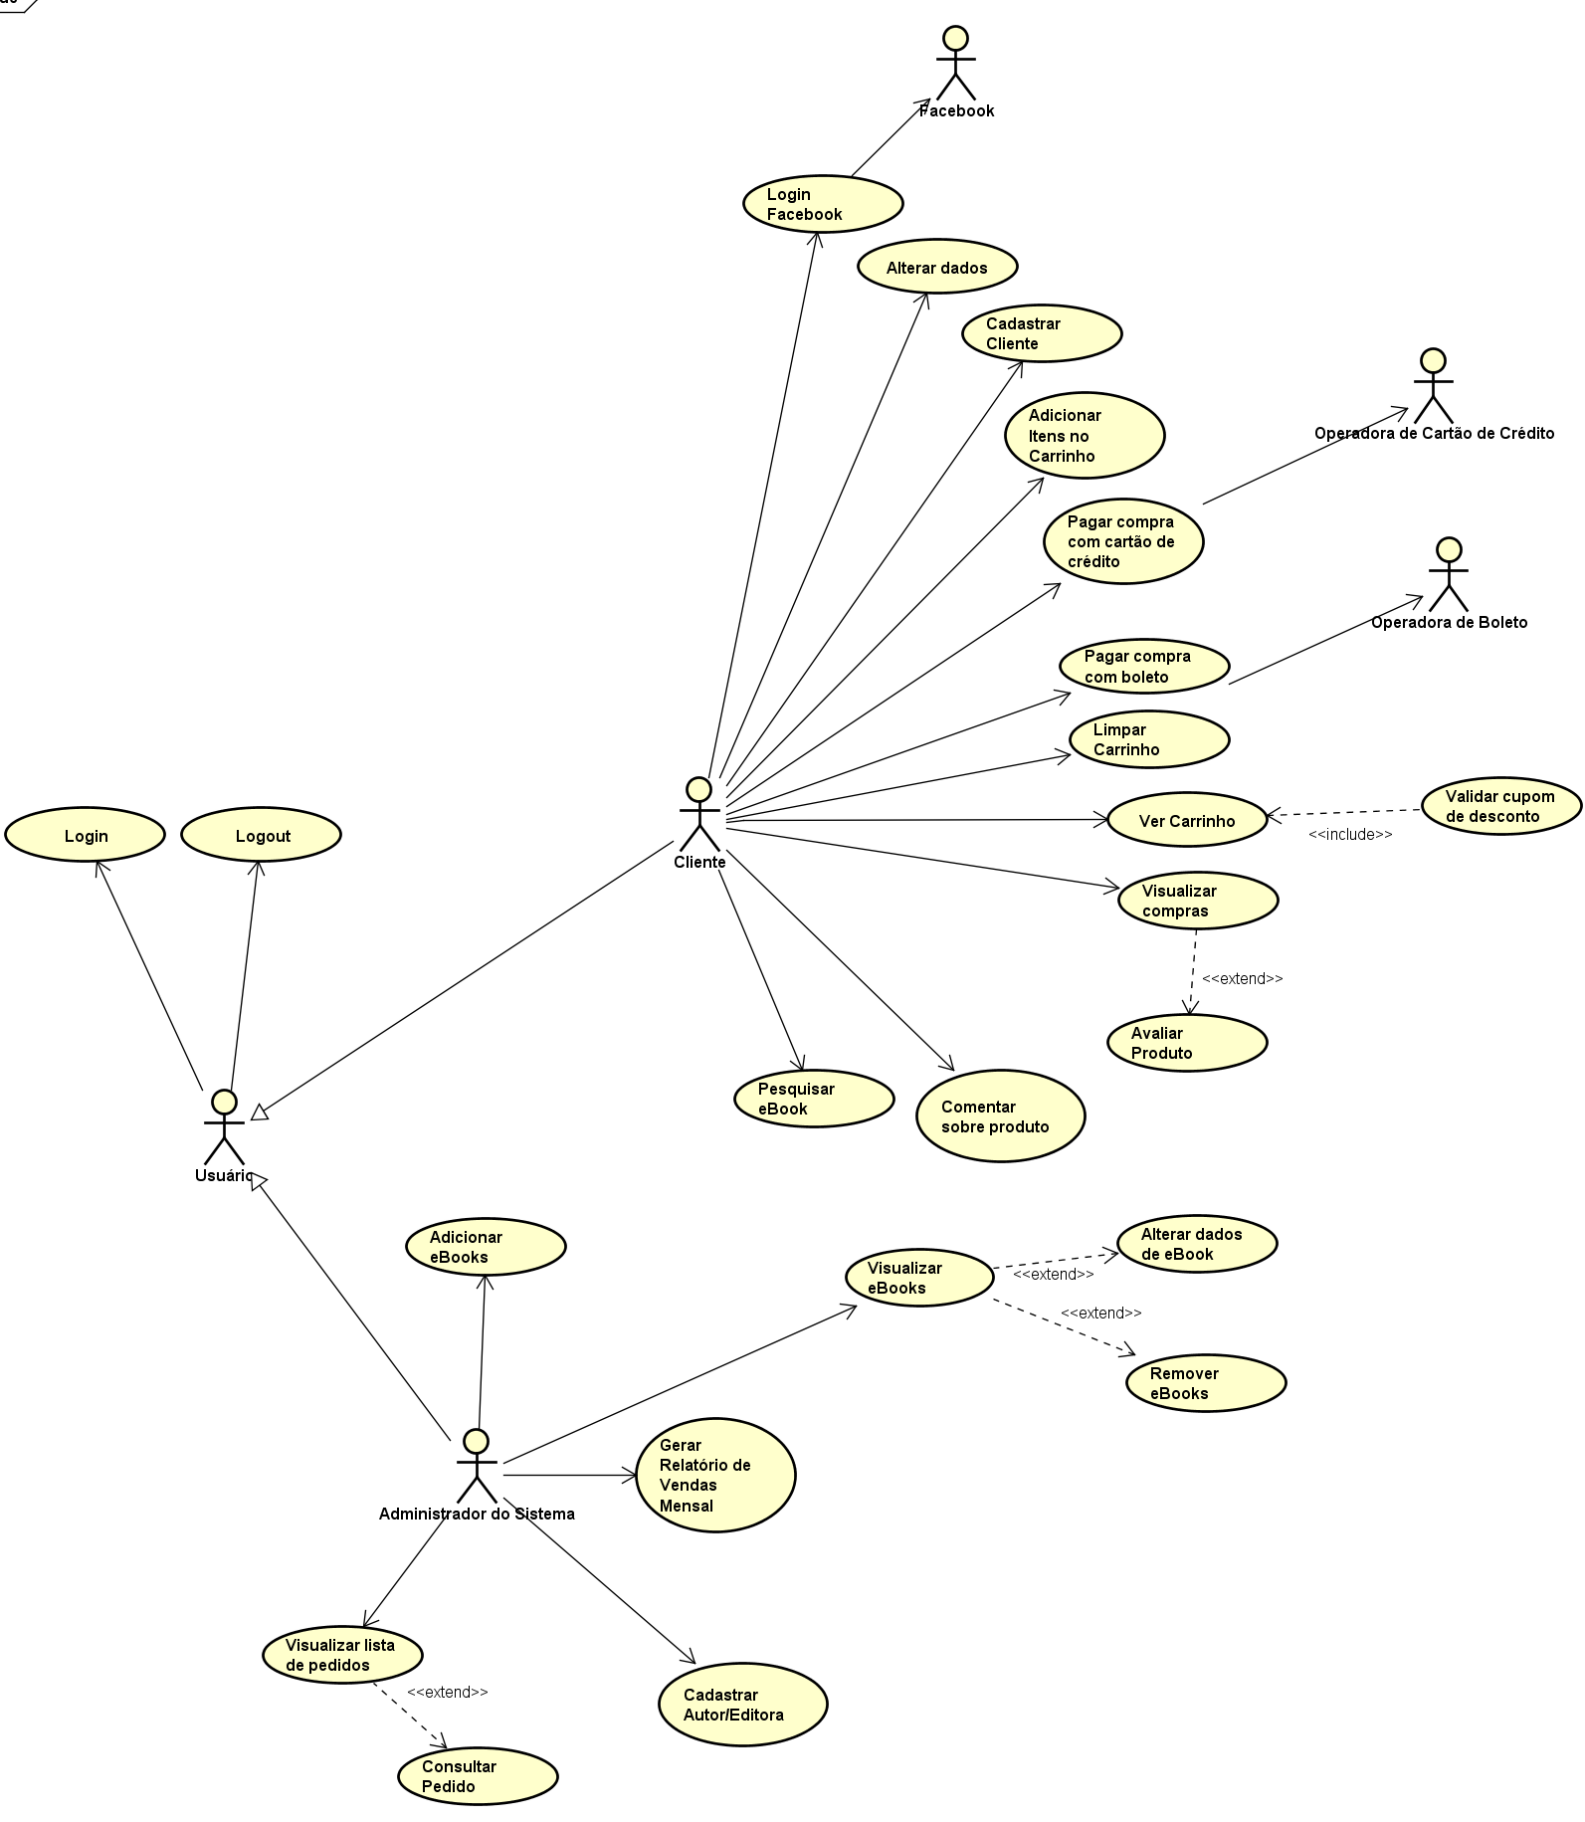 Facebook
Login
Facebook
Alterar dados
Cadastrar
Cliente
Adicionar
Itens no
Carrinho
Operadora de Cartão de Crédito
Pagar compra
com cartão de
crédito
Operadora de Boleto
Pagar compra
com boleto
Limpar
Carrinho
Login
Logout
Cliente
Ver Carrinho
<<include>>
Validar cupom
de desconto
Visualizar
compras
<<extend>>
Avaliar
Produto
Pesquisar
eBook
Comentar
sobre produto
Usuário
Adicionar
eBooks
Visualizar
eBooks
<<extend>>
Alterar dados
de eBook
<<extend>>
Remover
eBooks
Gerar
Relatório de
Vendas
Mensal
Administrador do Sistema
Visualizar lista
de pedidos
<<extend>>
Cadastrar
Autor/Editora
Consultar
Pedido